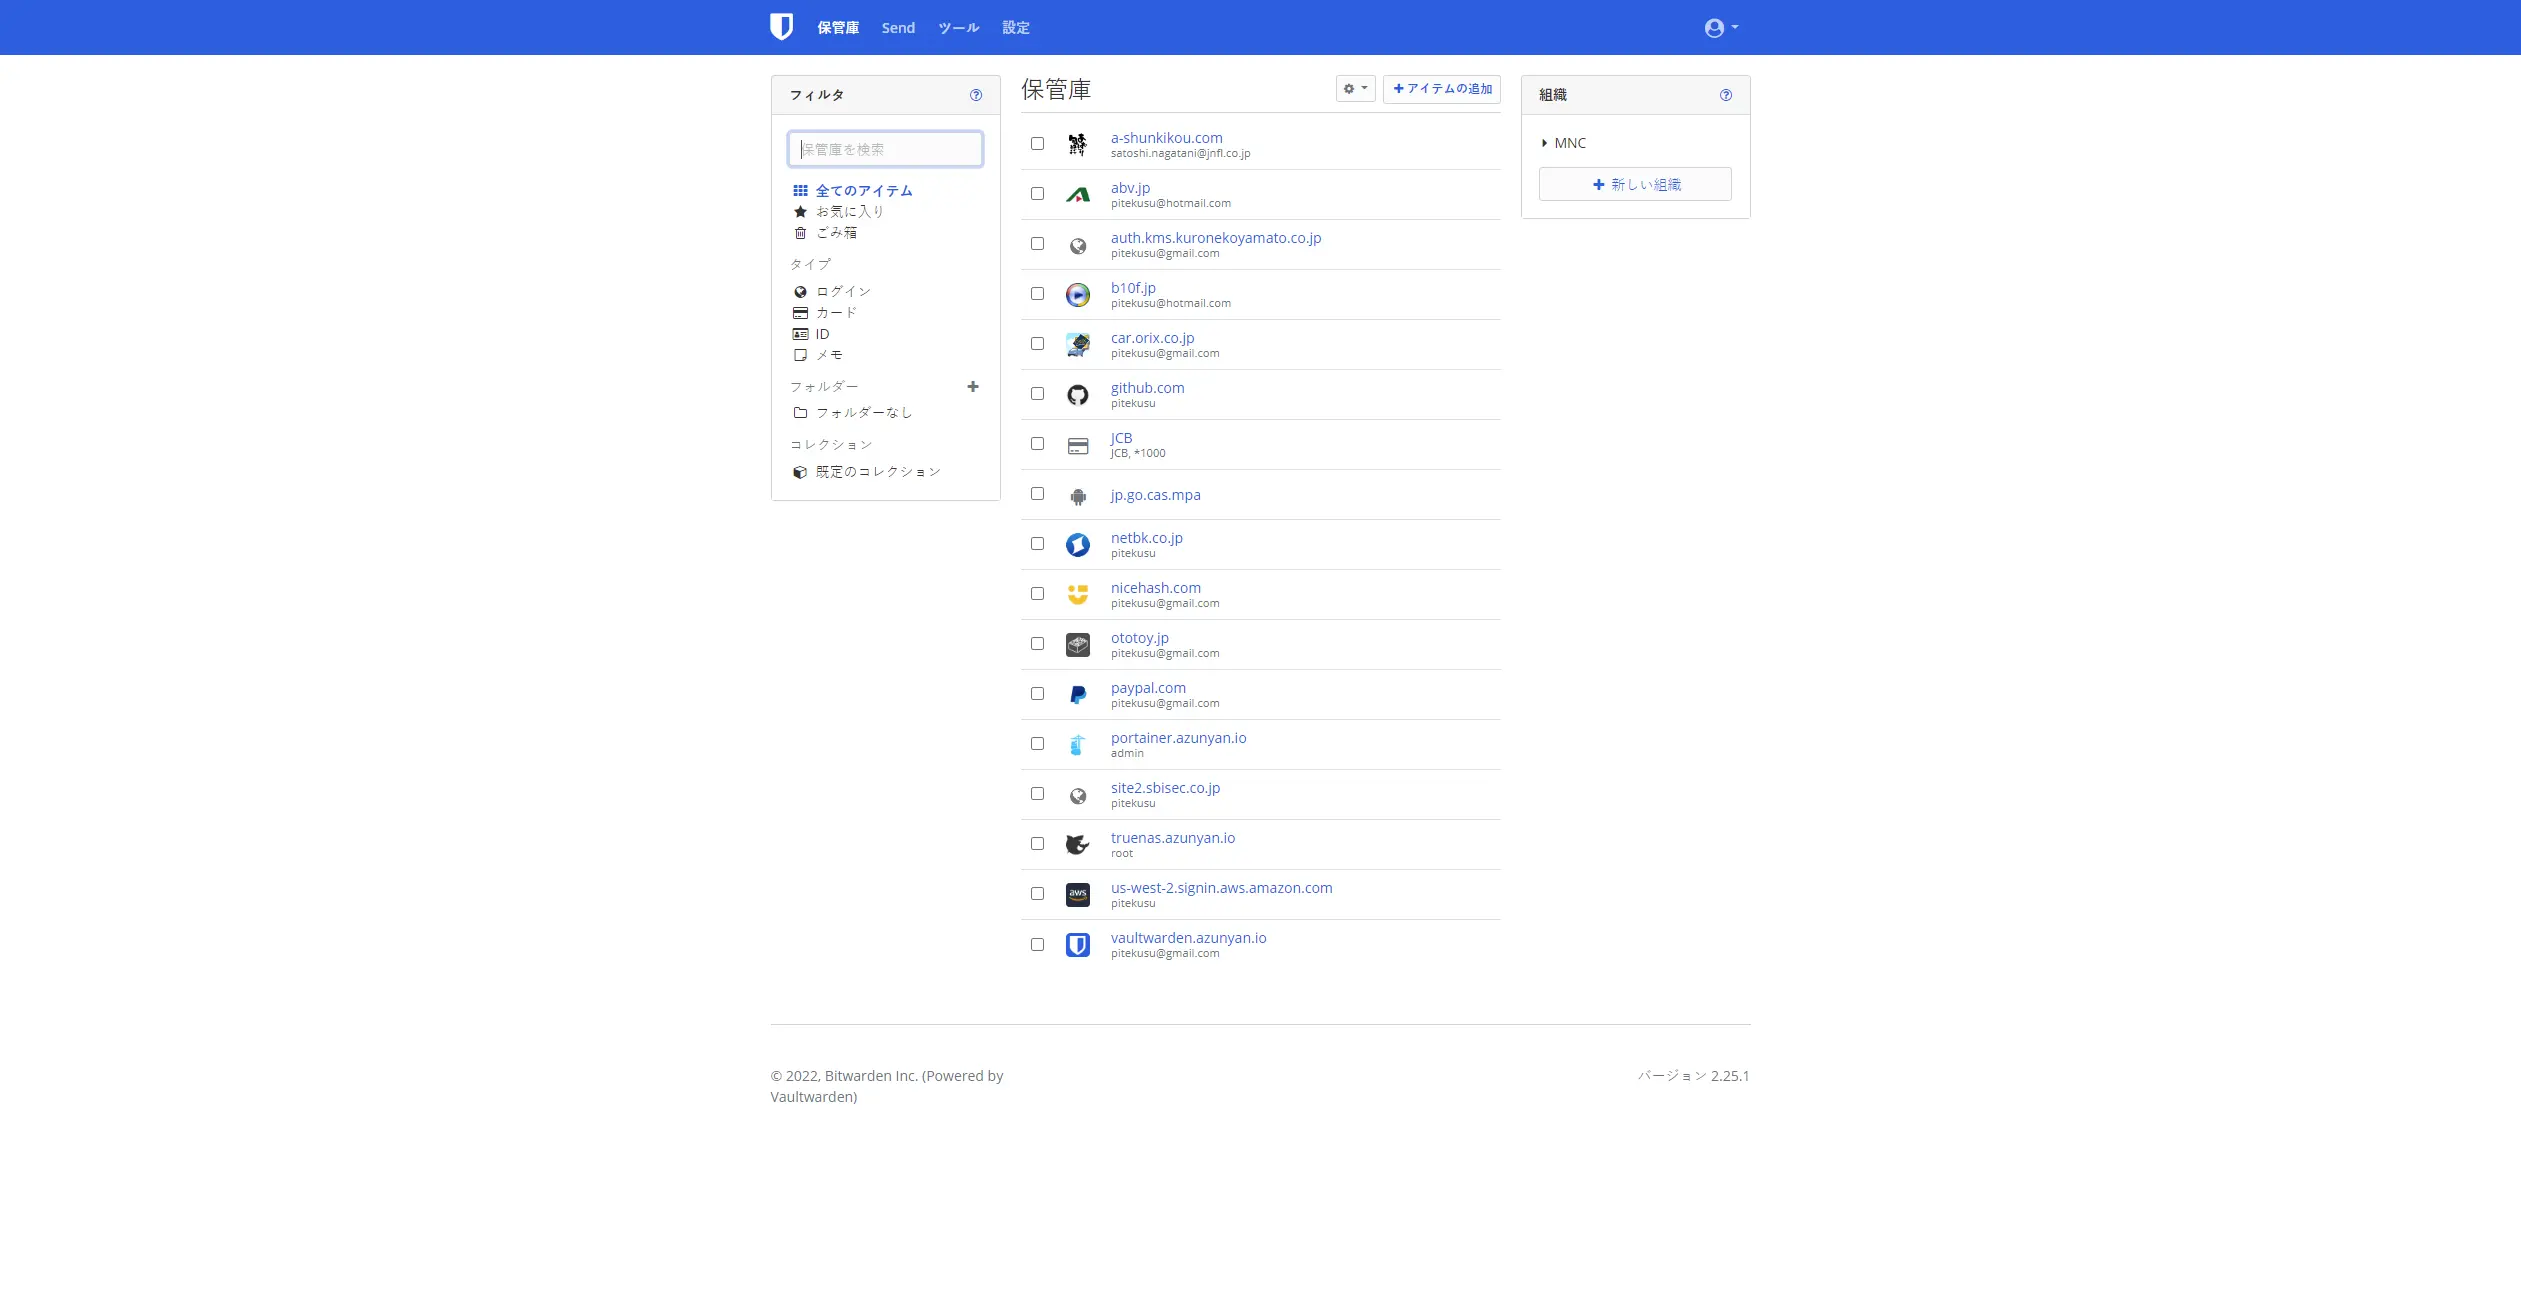 保管庫 Send ツール 設定
フィルタ
保管庫を検索
全てのアイテム
お気に入り
ごみ箱
タイプ
ログイン
カード
ID
メモ
フォルダー
フォルダーなし
コレクション
既定のコレクション
保管庫
アイテムの追加
a-shunkikou.com
satoshi.nagatani@jnfl.co.jp
abv.jp
pitekusu@hotmail.com
auth.kms.kuronekoyamato.co.jp
pitekusu@gmail.com
b10f.jp
pitekusu@hotmail.com
car.orix.co.jp
pitekusu@gmail.com
github.com
pitekusu
JCB
JCB, *1000
jp.go.cas.mpa
netbk.co.jp
pitekusu
nicehash.com
pitekusu@gmail.com
ototoy.jp
pitekusu@gmail.com
paypal.com
pitekusu@gmail.com
portainer.azunyan.io
admin
site2.sbisec.co.jp
pitekusu
truenas.azunyan.io
root
aws
us-west-2.signin.aws.amazon.com
pitekusu
vaultwarden.azunyan.io
pitekusu@gmail.com
組織
MNC
新しい組織
© 2022, Bitwarden Inc. (Powered by
Vaultwarden)
バージョン 2.25.1